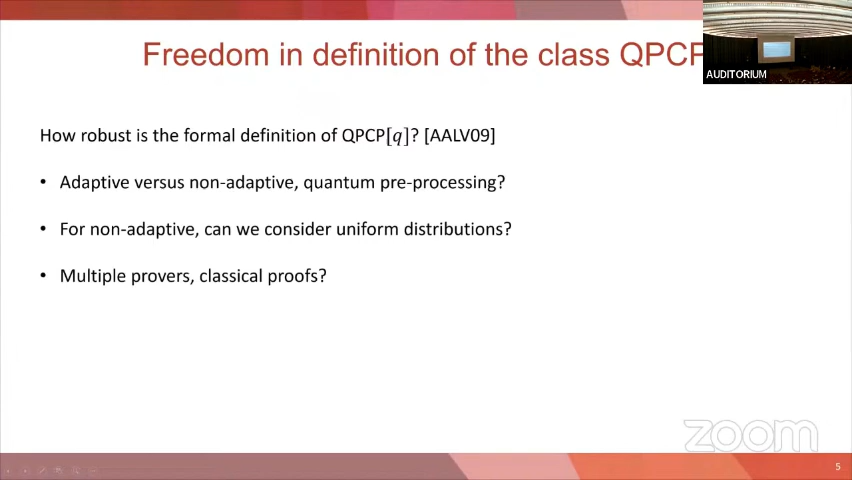 Freedom in definition of the class QPCP
AUDITORIUM
How robust is the formal definition of QPCP[q]? [AALV09]
• Adaptive versus non-adaptive, quantum pre-processing?
• For non-adaptive, can we consider uniform distributions?
• Multiple provers, classical proofs?
zoom
5